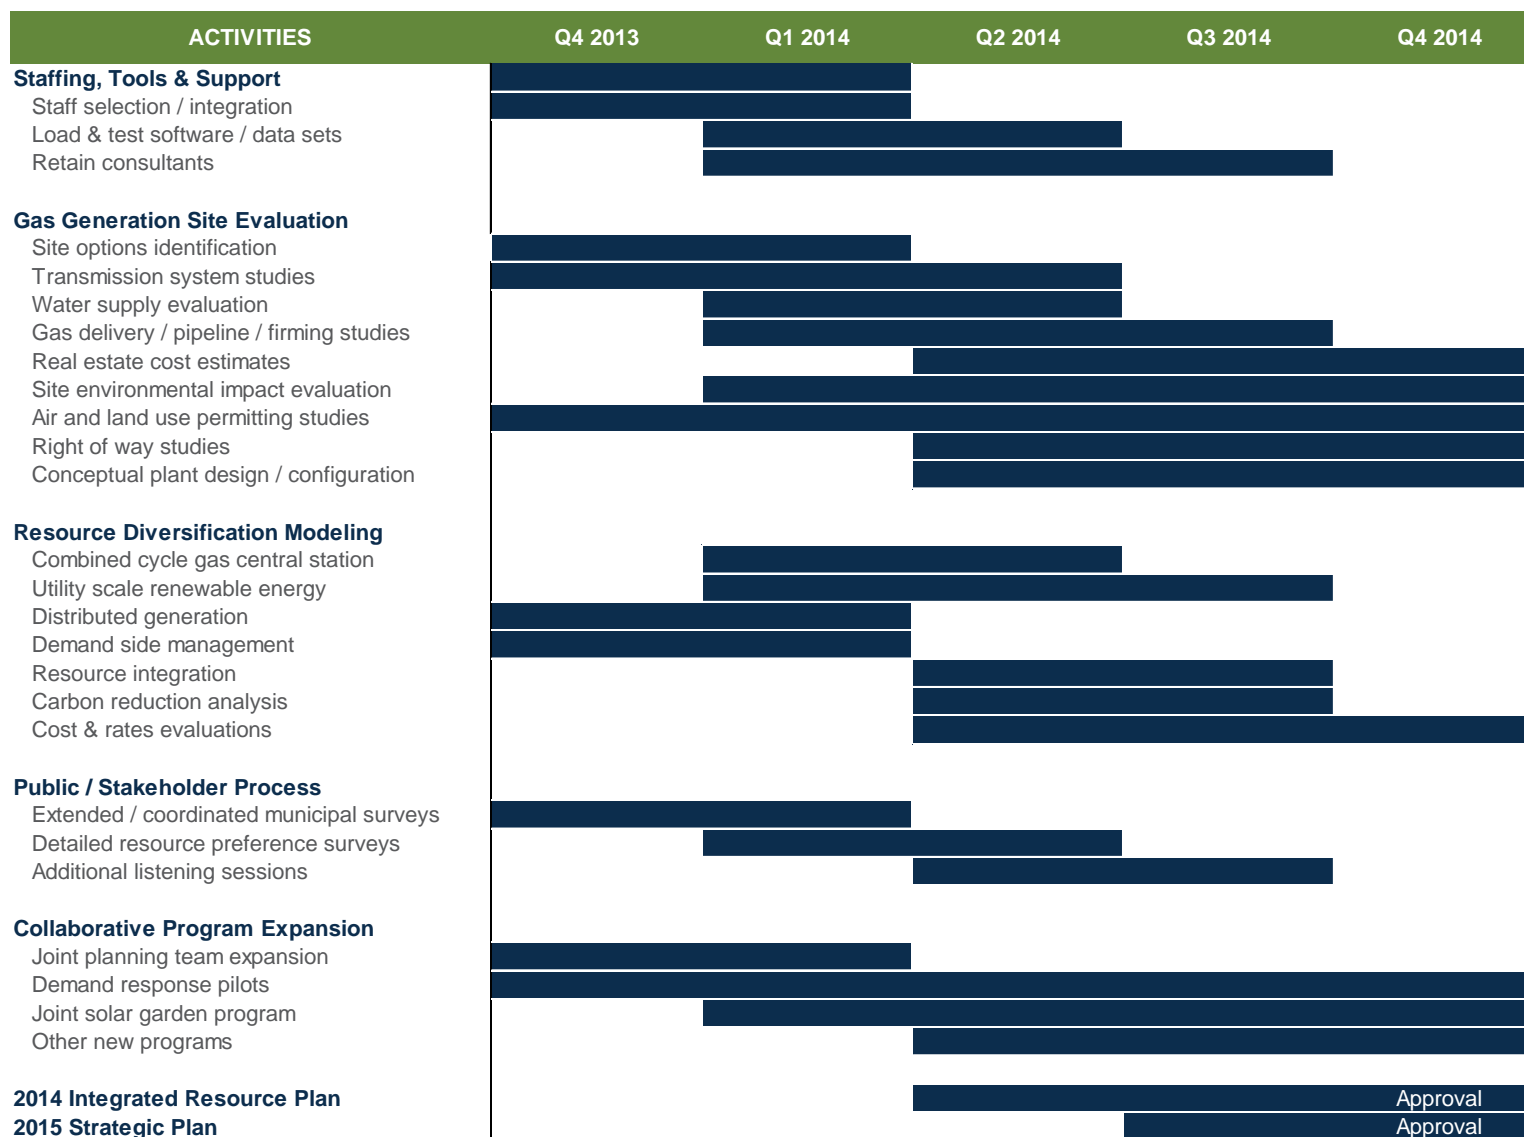 ACTIVITIES Q4 2013 Q1 2014 Q2 2014 Q3 2014 Q4 2014
Staffing, Tools & Support
Staff selection / integration
Load & test software / data sets
Retain consultants
Gas Generation Site Evaluation
Site options identification
Transmission system studies
Water supply evaluation
Gas delivery / pipeline / firming studies
Real estate cost estimates
Site environmental impact evaluation
Air and land use permitting studies
Right of way studies
Conceptual plant design / configuration
Resource Diversification Modeling
Combined cycle gas central station
Utility scale renewable energy
Distributed generation
Demand side management
Resource integration
Carbon reduction analysis
Cost & rates evaluations
Public / Stakeholder Process
Extended / coordinated municipal surveys
Detailed resource preference surveys
Additional listening sessions
Collaborative Program Expansion
Joint planning team expansion
Demand response pilots
Joint solar garden program
Other new programs
2014 Integrated Resource Plan Approval
2015 Strategic Plan Approval